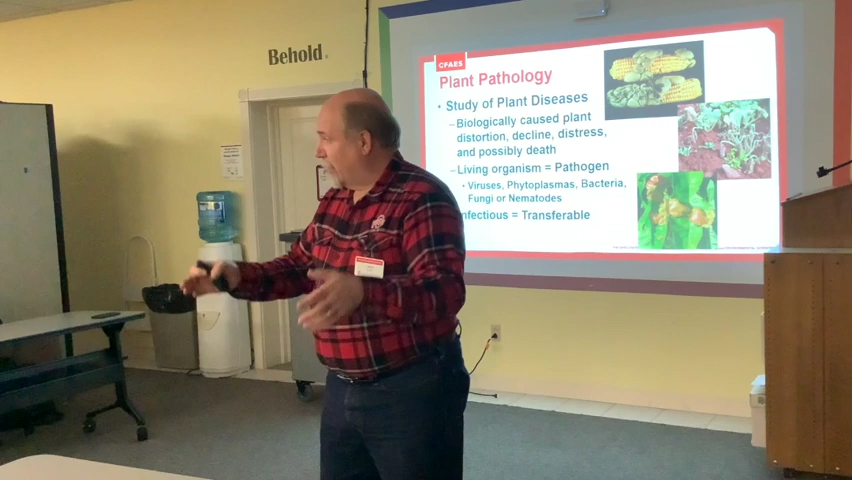 Behold.
CFAES
Plant Pathology
• Study of Plant Diseases
–Biologically caused plant
distortion, decline, distress,
and possibly death
–Living organism = Pathogen
• Viruses, Phytoplasmas, Bacteria,
Fungi or Nematodes
nfectious = Transferable